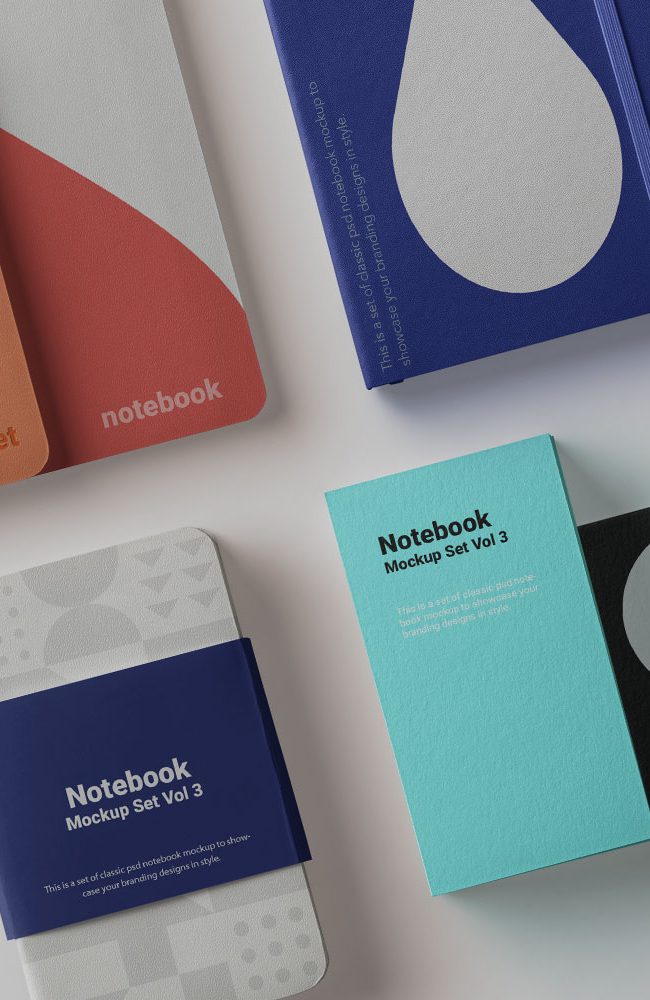 This is a set of classic psd notebook mockup to
showcase your branding designs in style.
notebook
et
Notebook
Mockup Set Vol 3
This is a set of classic psd note-
book mockup to showcase your
branding designs in style.
Notebook
Mockup Set Vol 3
This is a set of classic psd notebook mockup to show-
case your branding designs in style.